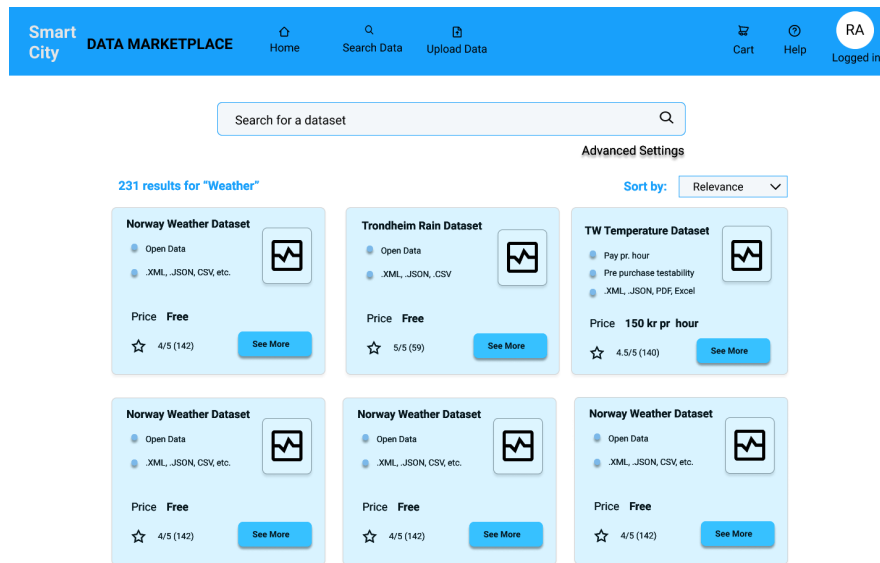 Smart City
DATA MARKETPLACE
Home
Search Data
Upload Data
Cart
Help
RA
Logged in
Search for a dataset
Advanced Settings
231 results for “Weather”
Sort by:
Relevance
Norway Weather Dataset
Open Data
.XML, .JSON, CSV, etc.
Price Free
4/5 (142)
See More
Trondheim Rain Dataset
Open Data
.XML, .JSON, .CSV
Price Free
5/5 (59)
See More
TW Temperature Dataset
Pay pr. hour
Pre purchase testability
.XML, .JSON, PDF, Excel
Price 150 kr pr hour
4.5/5 (140)
See More
Norway Weather Dataset
Open Data
.XML, .JSON, CSV, etc.
Price Free
4/5 (142)
See More
Norway Weather Dataset
Open Data
.XML, .JSON, CSV, etc.
Price Free
4/5 (142)
See More
Norway Weather Dataset
Open Data
.XML, .JSON, CSV, etc.
Price Free
4/5 (142)
See More